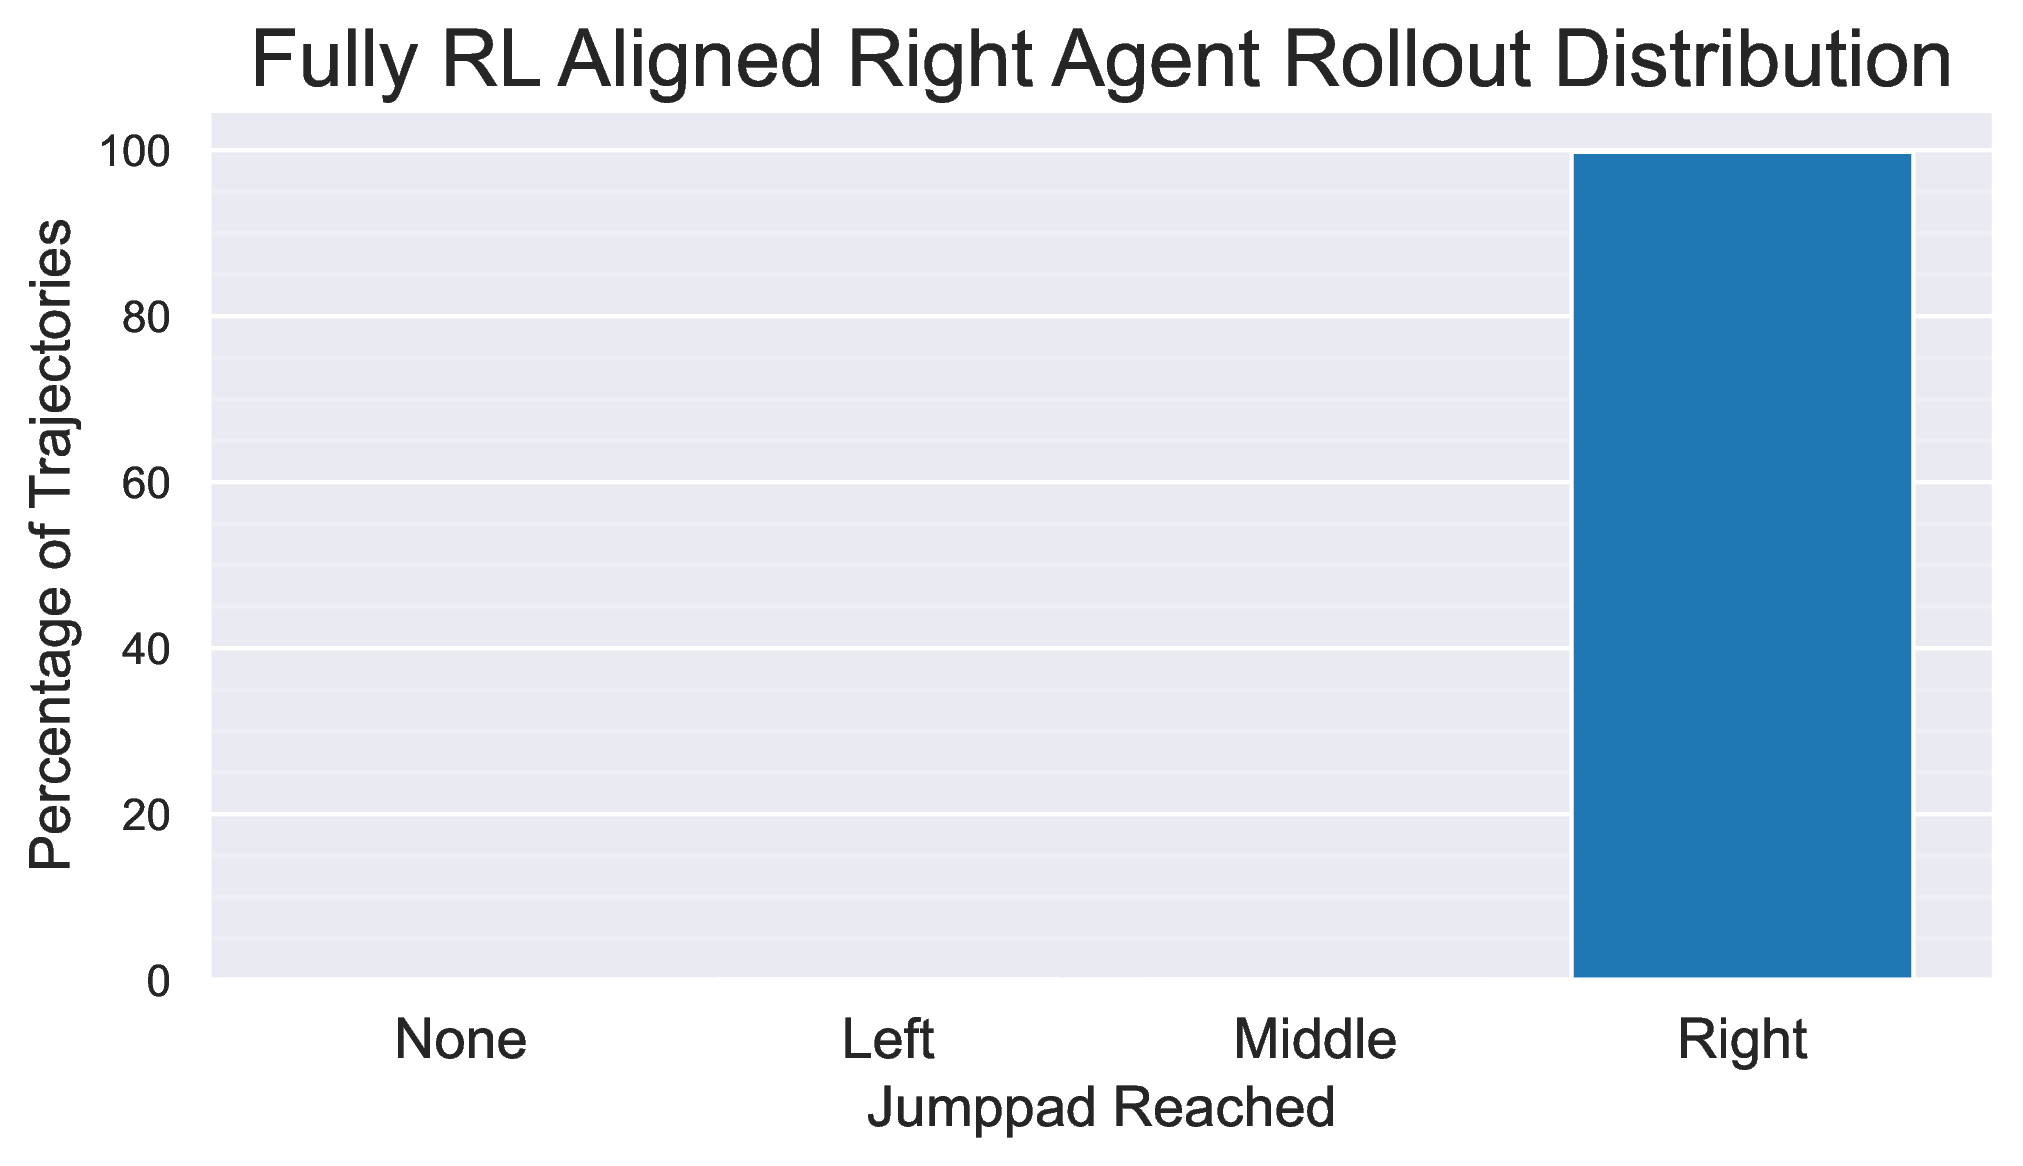 Fully RL Aligned Right Agent Rollout Distribution
Percentage of Trajectories
100
80
60
40
20
0
None Left Middle Right
Jumppad Reached